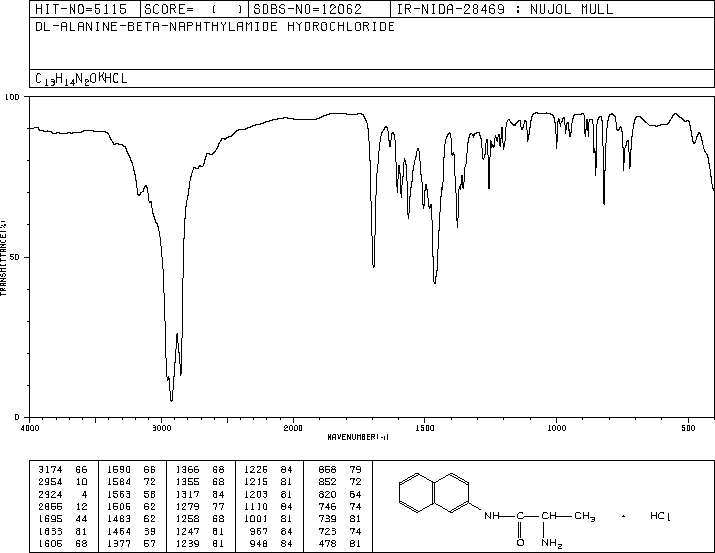 HIT-NO=5115 SCORE= ( ) SDBS-NO=12062 IR-NIDA-28469 : NUJOL MULL
DL-ALANINE-BETA-NAPHTHYLAMIDE HYDROCHLORIDE
C13H14N2O*HCL
100
50
0
TRANSMITTANCE(%)
4000 3000 2000 1500 1000 500
WAVENUMBER(-1)
3174 66 1590 66 1366 68 1226 84 868 79
2954 10 1584 72 1355 68 1215 81 852 72
2924 4 1563 58 1317 84 1203 81 820 64
2866 12 1506 62 1279 77 1110 84 746 74
1695 44 1483 62 1258 68 1001 81 739 81
1633 81 1464 39 1247 81 967 84 723 74
1606 68 1377 57 1239 81 948 84 478 81
NH C CH CH3 · HCl
O NH2